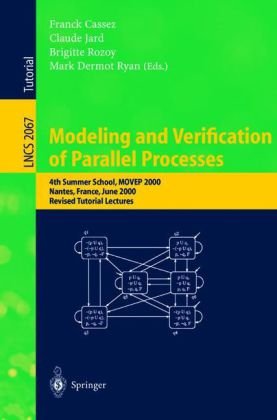 Franck Cassez
Claude Jard
Brigitte Rozoy
Mark Dermot Ryan (Eds.)
Tutorial
LNCS 2067
Modeling and Verification
of Parallel Processes
4th Summer School, MOVEP 2000
Nantes, France, June 2000
Revised Tutorial Lectures
Springer